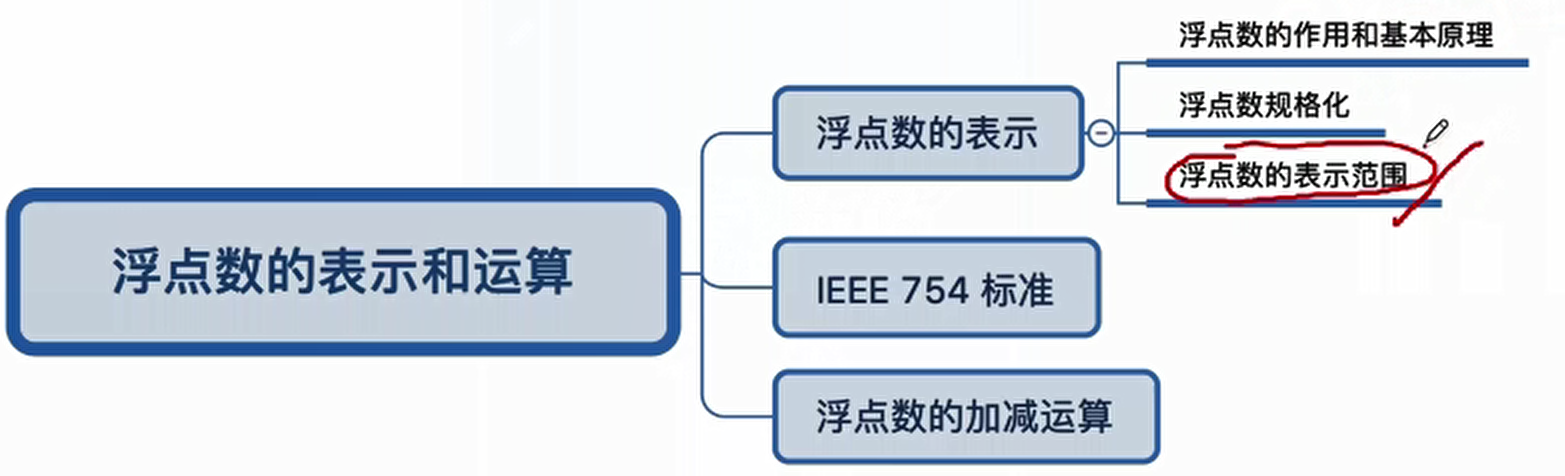 浮点数的表示和运算
浮点数的表示
浮点数的作用和基本原理
浮点数规格化
浮点数的表示范围
IEEE 754 标准
浮点数的加减运算